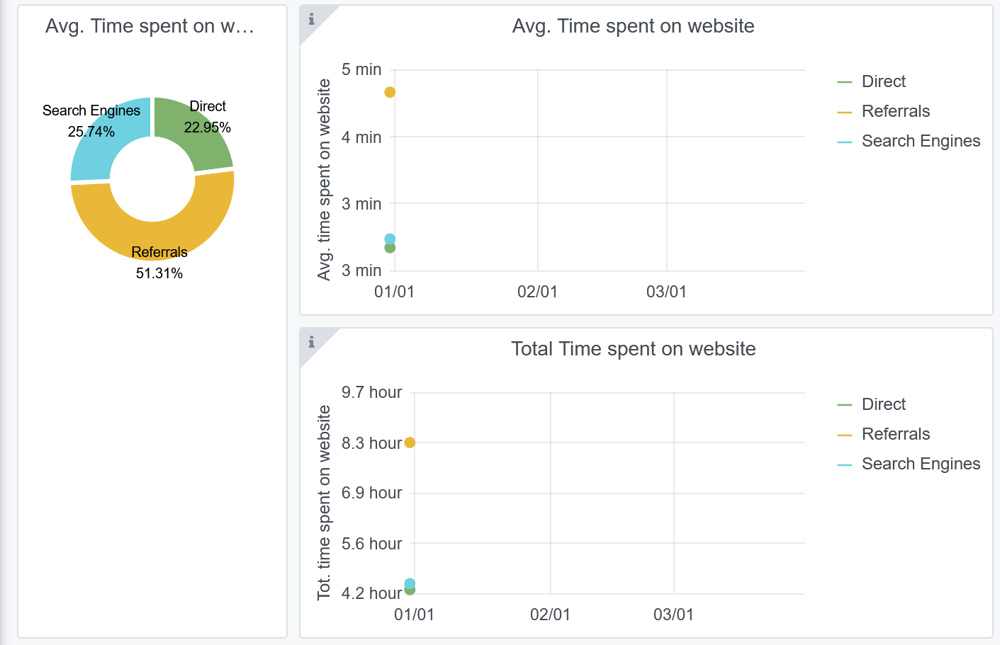 Avg. Time spent on w…
Search Engines
25.74%
Direct
22.95%
Referrals
51.31%
i
Avg. Time spent on website
Avg. time spent on website
5 min
4 min
3 min
3 min
01/01
02/01
03/01
Direct
Referrals
Search Engines
i
Total Time spent on website
Tot. time spent on website
9.7 hour
8.3 hour
6.9 hour
5.6 hour
4.2 hour
01/01
02/01
03/01
Direct
Referrals
Search Engines